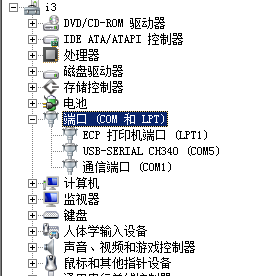 i3
DVD/CD-ROM 驱动器
IDE ATA/ATAPI 控制器
处理器
磁盘驱动器
存储控制器
电池
端口 (COM 和 LPT)
ECP 打印机端口 (LPT1)
USB-SERIAL CH340 (COM5)
通信端口 (COM1)
计算机
监视器
键盘
人体学输入设备
声音、视频和游戏控制器
鼠标和其他指针设备